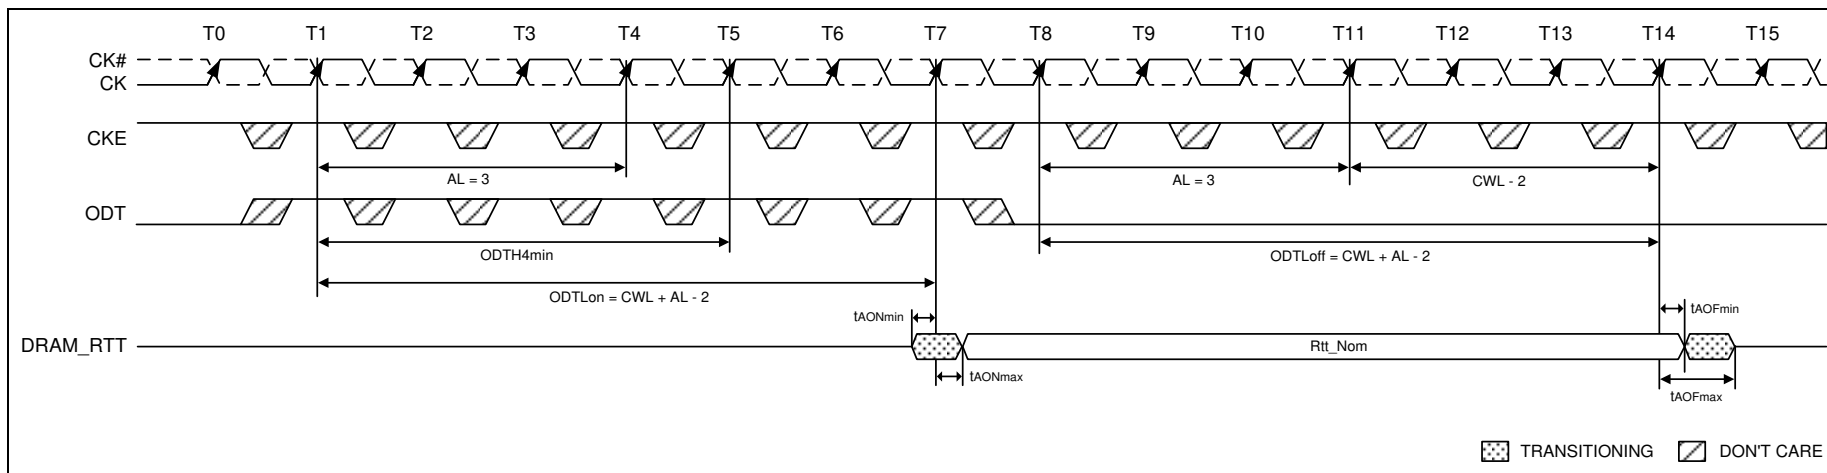 T0 T1 T2 T3 T4 T5 T6 T7 T8 T9 T10 T11 T12 T13 T14 T15
CK#
CK
CKE
AL = 3 AL = 3 CWL - 2
ODT
ODTH4min ODTLoff = CWL + AL - 2
ODTLon = CWL + AL - 2
tAONmin tAOFmin
DRAM_RTT Rtt_Nom
tAONmax
tAOFmax
TRANSITIONING DON'T CARE